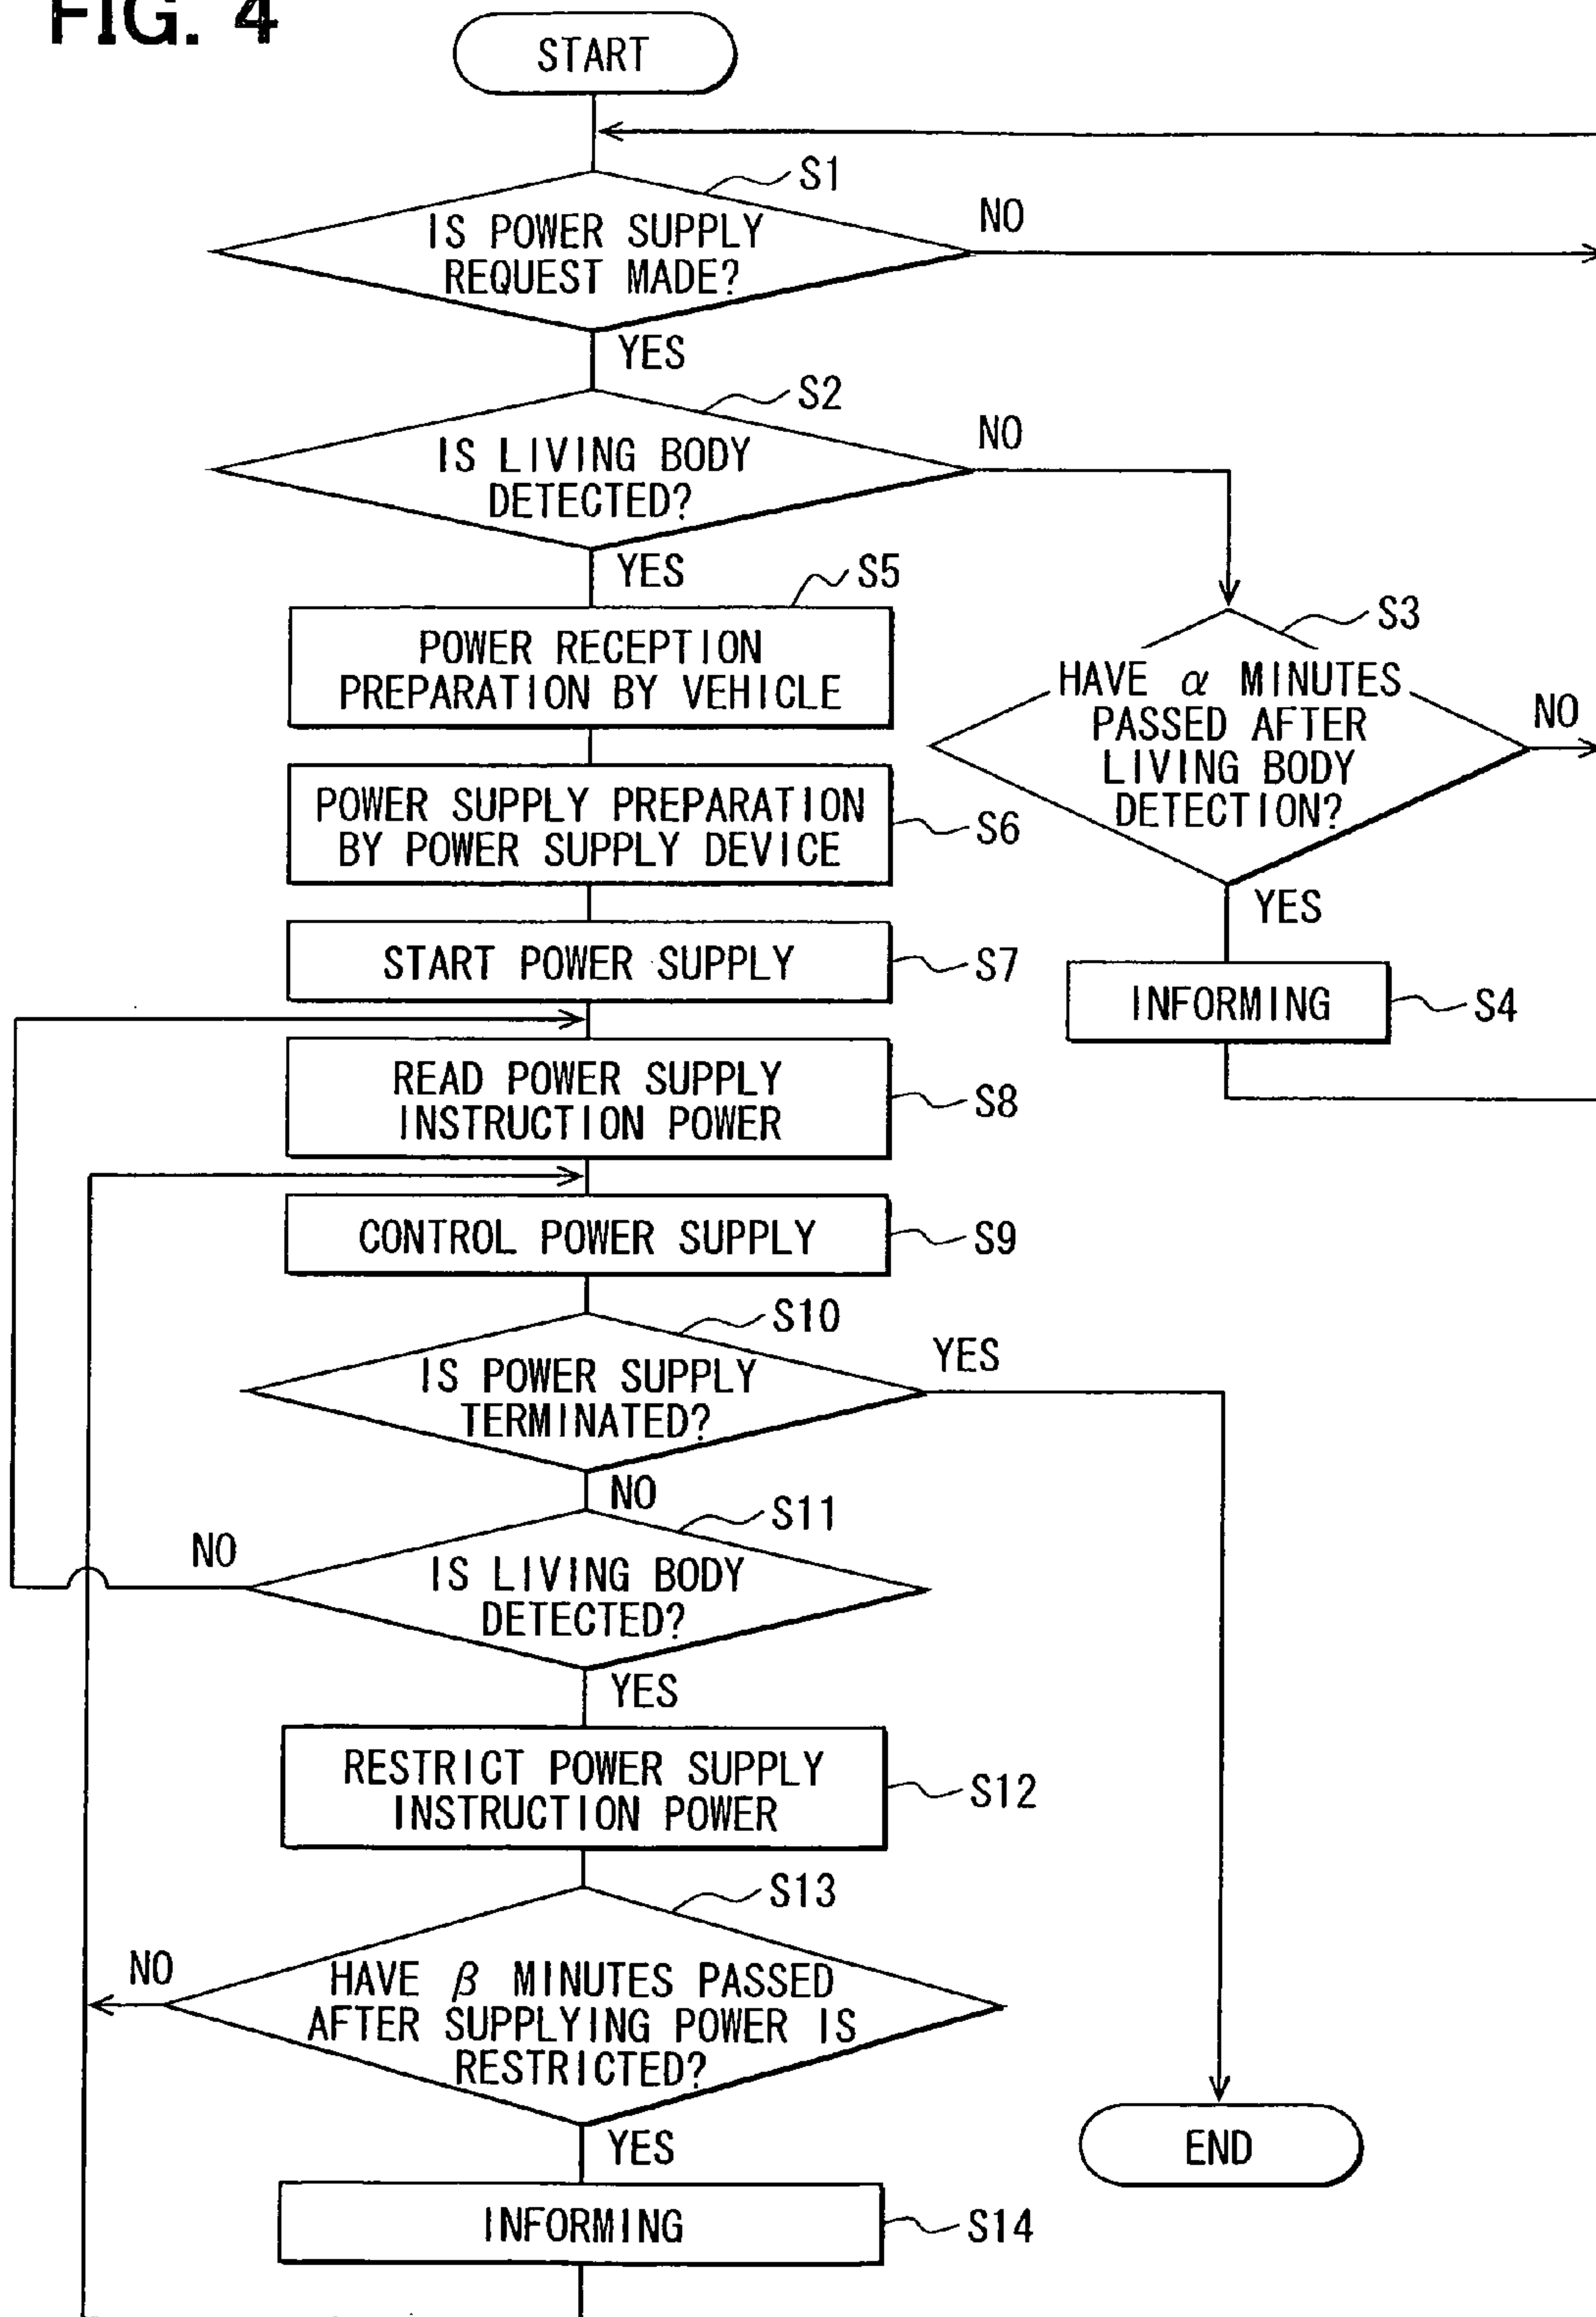 FIG. 4
START
S1
IS POWER SUPPLY
REQUEST MADE?
NO
YES
S2
IS LIVING BODY
DETECTED?
NO
YES
S3
HAVE α MINUTES
PASSED AFTER
LIVING BODY
DETECTION?
NO
YES
INFORMING
S4
S5
POWER RECEPTION
PREPARATION BY VEHICLE
POWER SUPPLY PREPARATION
BY POWER SUPPLY DEVICE
S6
START POWER SUPPLY
S7
READ POWER SUPPLY
INSTRUCTION POWER
S8
CONTROL POWER SUPPLY
S9
S10
IS POWER SUPPLY
TERMINATED?
YES
NO
S11
IS LIVING BODY
DETECTED?
NO
YES
RESTRICT POWER SUPPLY
INSTRUCTION POWER
S12
S13
HAVE β MINUTES PASSED
AFTER SUPPLYING POWER IS
RESTRICTED?
NO
YES
INFORMING
S14
END